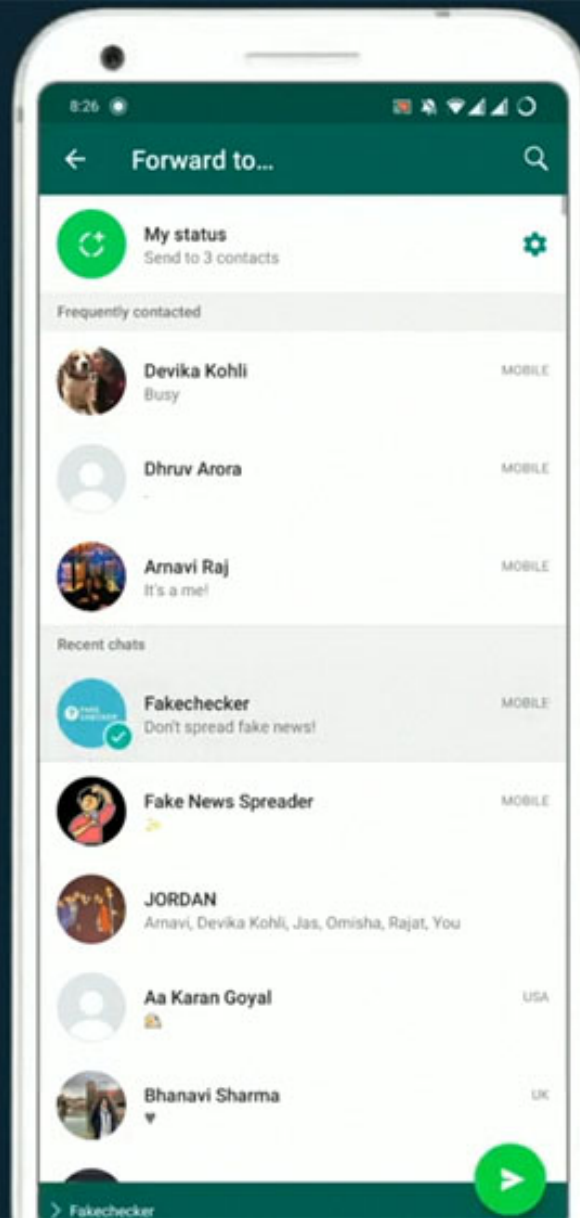 8:26
Forward to...
My status
Send to 3 contacts
Frequently contacted
Devika Kohli
MOBILE
Busy
Dhruv Arora
MOBILE
.
Arnavi Raj
MOBILE
It's a me!
Recent chats
Fakechecker
MOBILE
Don't spread fake news!
Fake News Spreader
MOBILE
JORDAN
Arnavi, Devika Kohli, Jas, Omisha, Rajat, You
Aa Karan Goyal
USA
Bhanavi Sharma
UK
♥
> Fakechecker